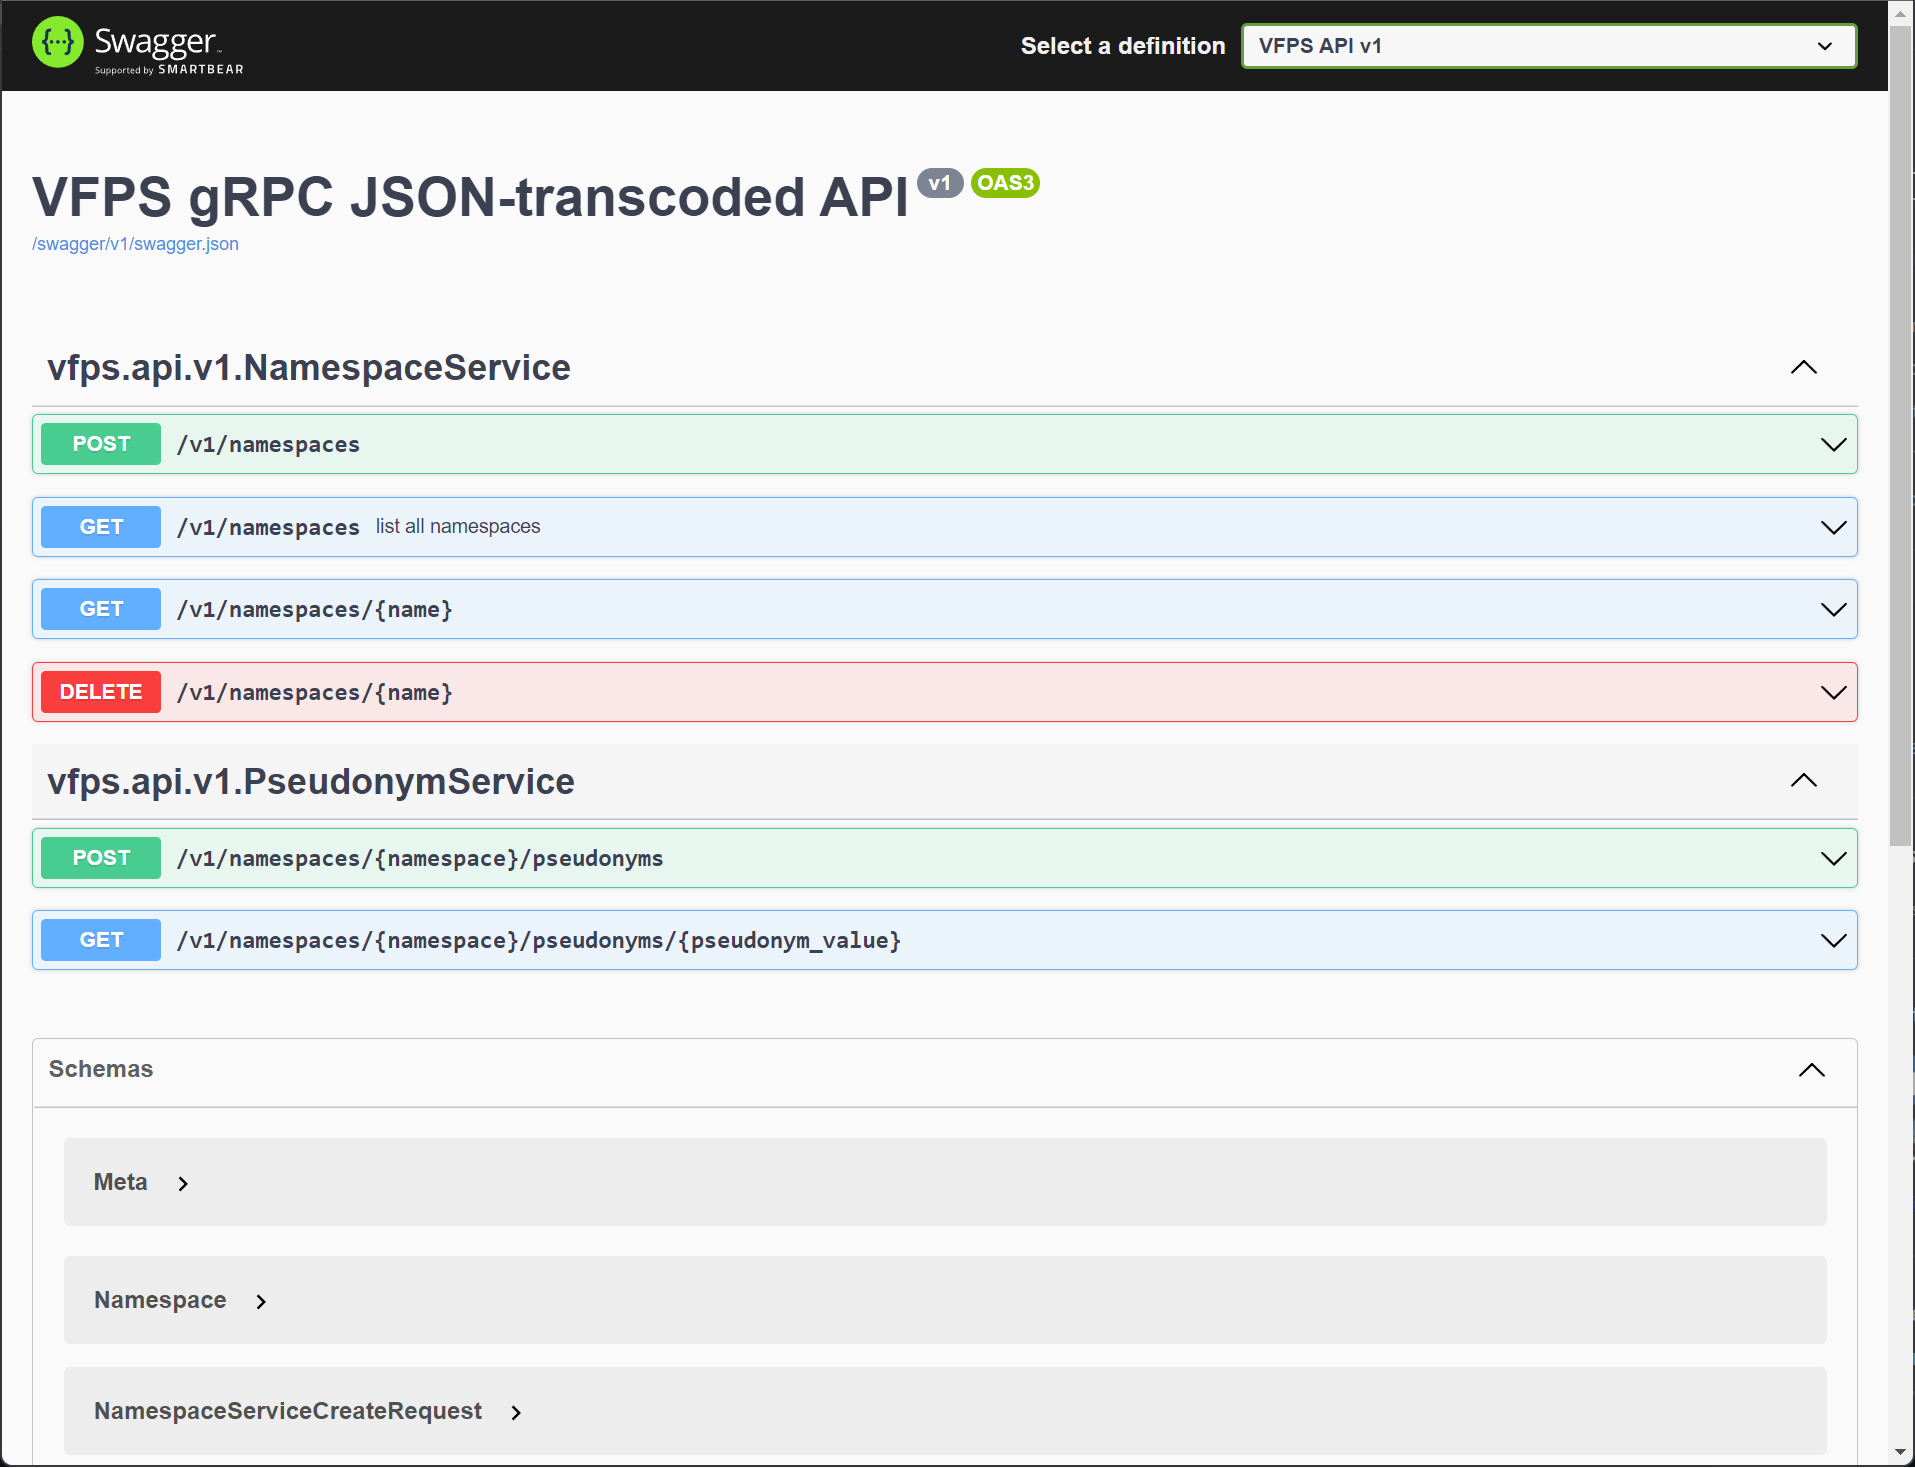 Swagger™
Supported by SMARTBEAR
Select a definition
VFPS API v1
VFPS gRPC JSON-transcoded API v1 OAS3
/swagger/v1/swagger.json
vfps.api.v1.NamespaceService
POST /v1/namespaces
GET /v1/namespaces list all namespaces
GET /v1/namespaces/{name}
DELETE /v1/namespaces/{name}
vfps.api.v1.PseudonymService
POST /v1/namespaces/{namespace}/pseudonyms
GET /v1/namespaces/{namespace}/pseudonyms/{pseudonym_value}
Schemas
Meta
Namespace
NamespaceServiceCreateRequest